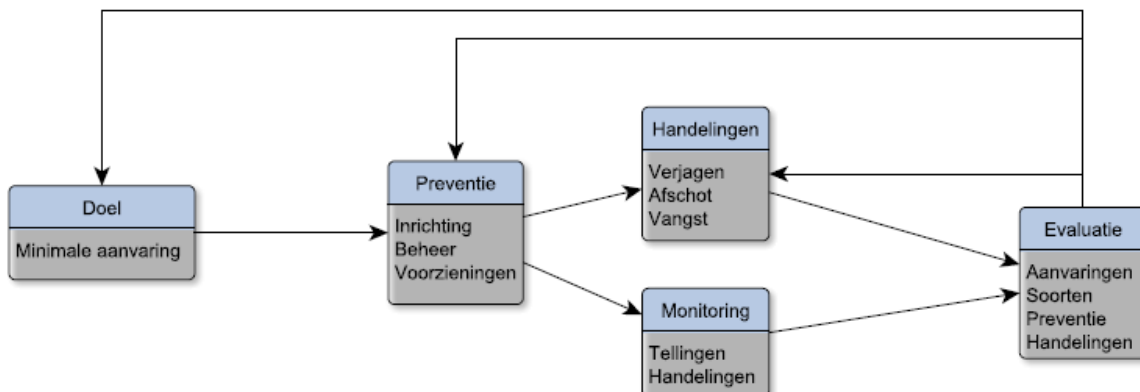 Doel
Minimale aanvaring
Preventie
Inrichting
Beheer
Voorzieningen
Handelingen
Verjagen
Afschot
Vangst
Monitoring
Tellingen
Handelingen
Evaluatie
Aanvaringen
Soorten
Preventie
Handelingen